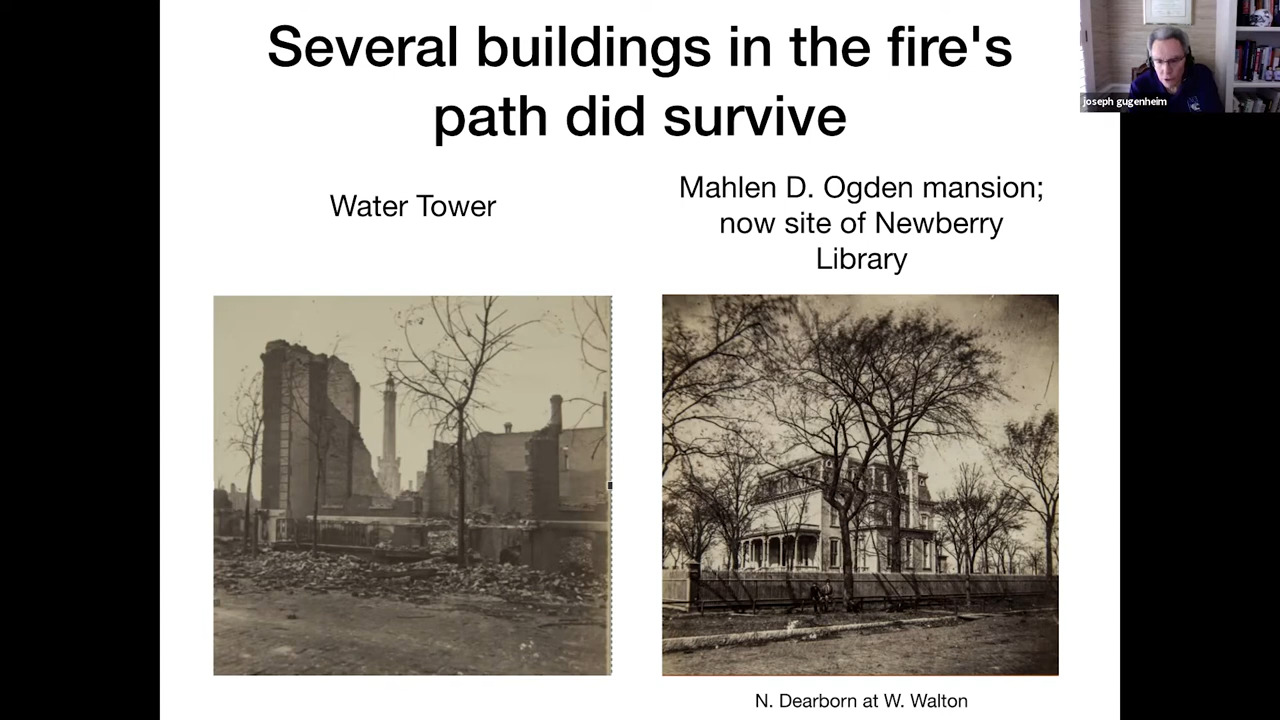 Several buildings in the fire's
path did survive
joseph gugenheim
Water Tower
Mahlen D. Ogden mansion;
now site of Newberry
Library
N. Dearborn at W. Walton